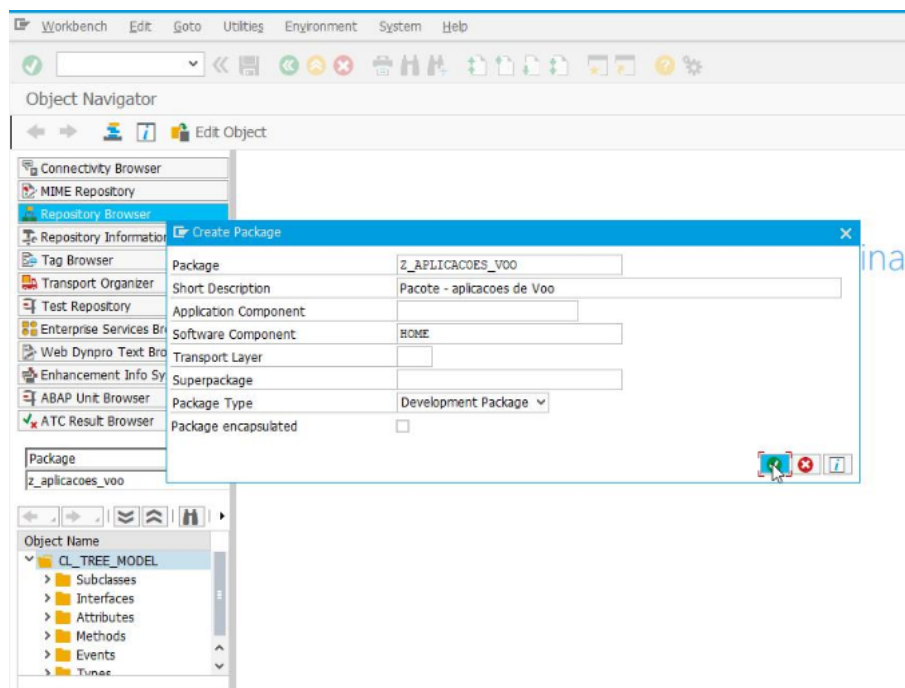 Workbench Edit Goto Utilities Environment System Help
Object Navigator
Edit Object
Connectivity Browser
MIME Repository
Repository Browser
Repository Information
Tag Browser
Transport Organizer
Test Repository
Enterprise Services Br
Web Dynpro Text Bro
Enhancement Info Sy
ABAP Unit Browser
ATC Result Browser
Create Package
Package Z_APLICACOES_VOO
Short Description Pacote - aplicacoes de Voo
Application Component
Software Component HOME
Transport Layer
Superpackage
Package Type Development Package
Package encapsulated
ina
Package
z_aplicacoes_voo
Object Name
CL_TREE_MODEL
Subclasses
Interfaces
Attributes
Methods
Events
Types